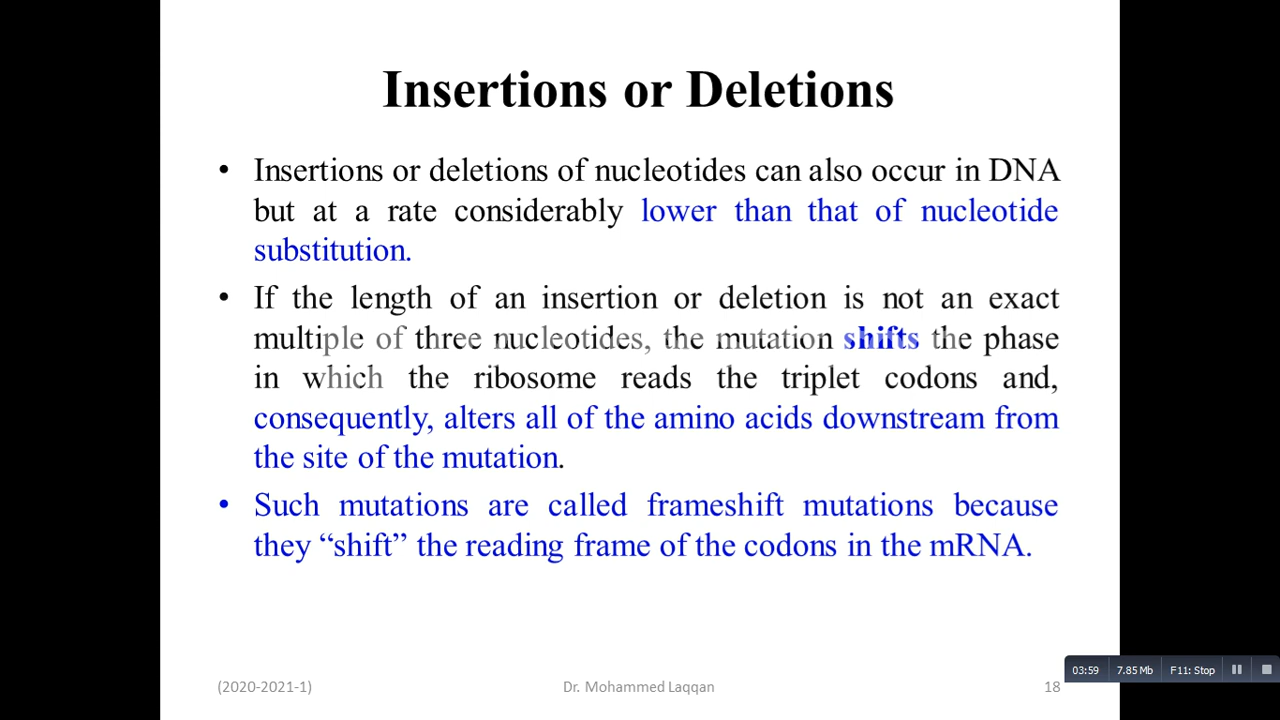 Insertions or Deletions
• Insertions or deletions of nucleotides can also occur in DNA
but at a rate considerably lower than that of nucleotide
substitution.
• If the length of an insertion or deletion is not an exact
multiple of three nucleotides, the mutation shifts the phase
in which the ribosome reads the triplet codons and,
consequently, alters all of the amino acids downstream from
the site of the mutation.
• Such mutations are called frameshift mutations because
they “shift” the reading frame of the codons in the mRNA.
03:59 7.85 Mb F11: Stop
(2020-2021-1) Dr. Mohammed Laqqan 18